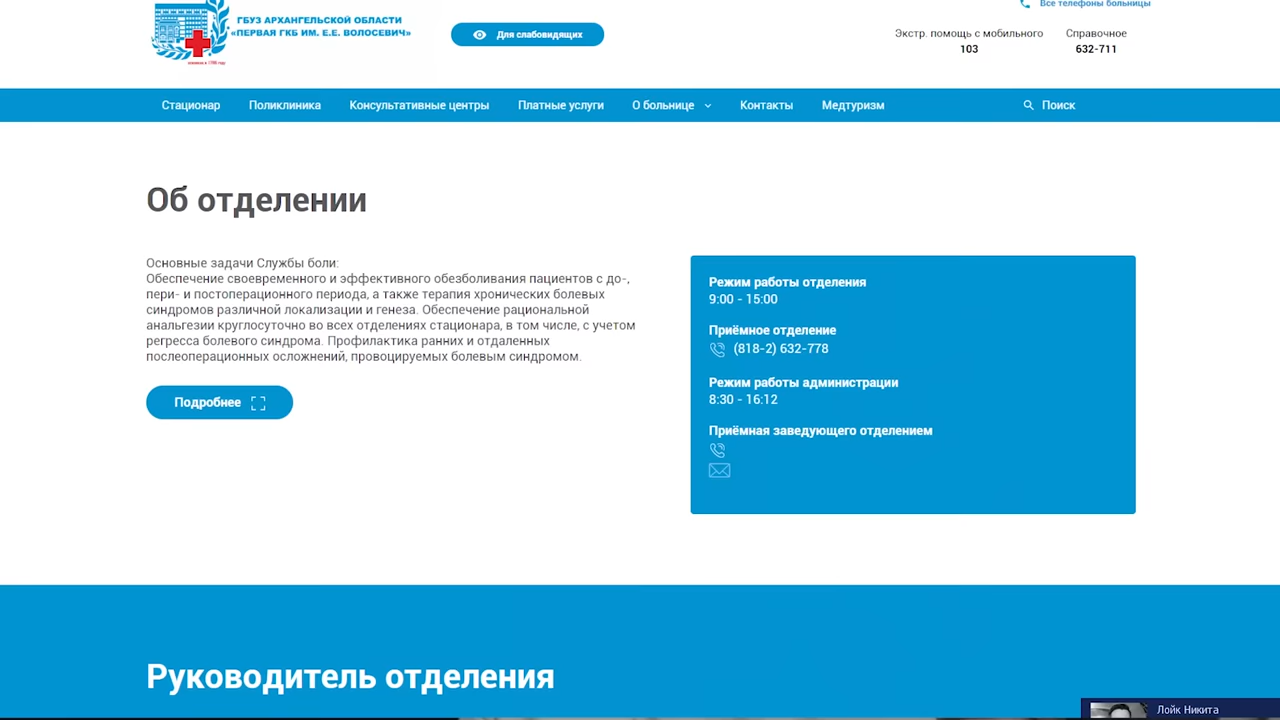 Все телефоны больницы
ГБУЗ АРХАНГЕЛЬСКОЙ ОБЛАСТИ
«ПЕРВАЯ ГКБ ИМ. Е.Е. ВОЛОСЕВИЧ»
основана в 1786 году
Для слабовидящих
Экстр. помощь с мобильного
103
Справочное
632-711
Стационар Поликлиника Консультативные центры Платные услуги О больнице Контакты Медтуризм Поиск
Об отделении
Основные задачи Службы боли:
Обеспечение своевременного и эффективного обезболивания пациентов с до-,
пери- и постоперационного периода, а также терапия хронических болевых
синдромов различной локализации и генеза. Обеспечение рациональной
анальгезии круглосуточно во всех отделениях стационара, в том числе, с учетом
регресса болевого синдрома. Профилактика ранних и отдаленных
послеоперационных осложнений, провоцируемых болевым синдромом.
Подробнее
Режим работы отделения
9:00 - 15:00
Приёмное отделение
(818-2) 632-778
Режим работы администрации
8:30 - 16:12
Приёмная заведующего отделением
Руководитель отделения
Лойк Никита